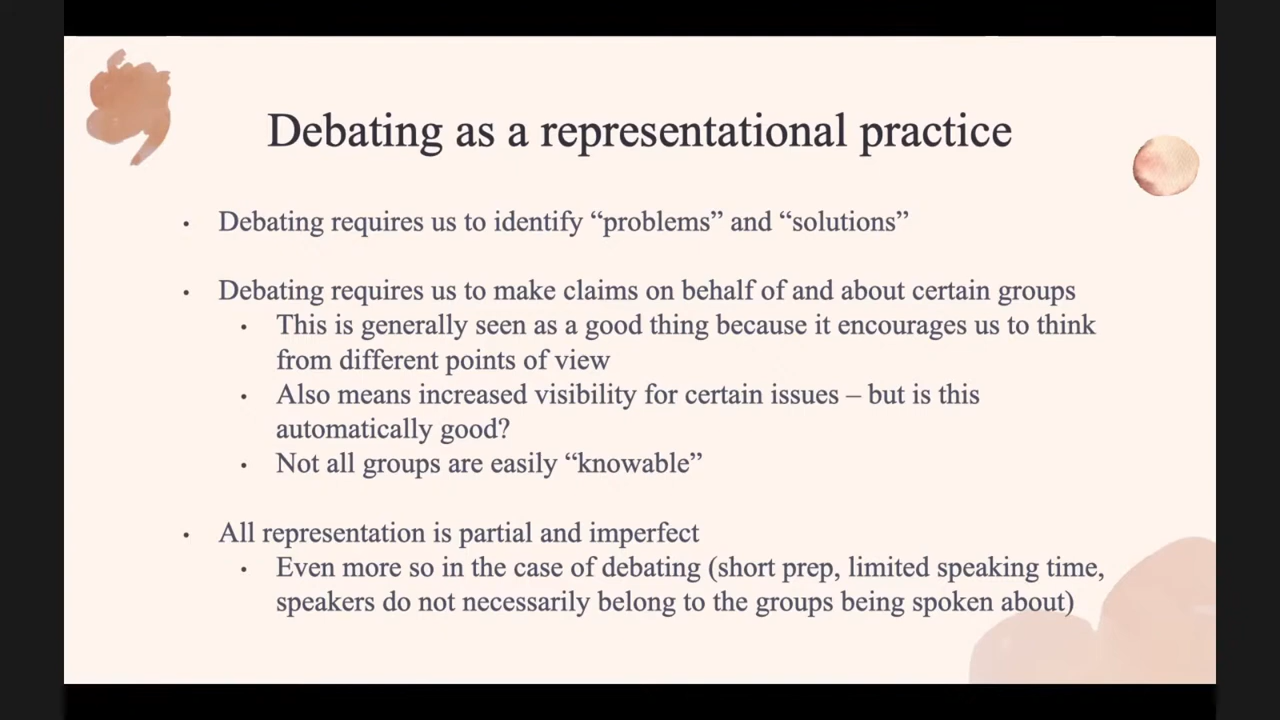 Debating as a representational practice
• Debating requires us to identify “problems” and “solutions”
• Debating requires us to make claims on behalf of and about certain groups
• This is generally seen as a good thing because it encourages us to think
from different points of view
• Also means increased visibility for certain issues – but is this
automatically good?
• Not all groups are easily “knowable”
• All representation is partial and imperfect
• Even more so in the case of debating (short prep, limited speaking time,
speakers do not necessarily belong to the groups being spoken about)